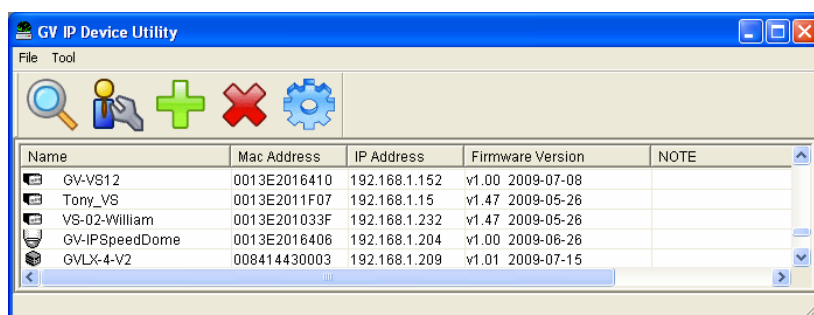 GV IP Device Utility
File Tool
Name Mac Address IP Address Firmware Version NOTE
GV-VS12 0013E2016410 192.168.1.152 v1.00 2009-07-08
Tony_VS 0013E2011F07 192.168.1.15 v1.47 2009-05-26
VS-02-William 0013E201033F 192.168.1.232 v1.47 2009-05-26
GV-IPSpeedDome 0013E2016406 192.168.1.204 v1.00 2009-06-26
GVLX-4-V2 008414430003 192.168.1.209 v1.01 2009-07-15